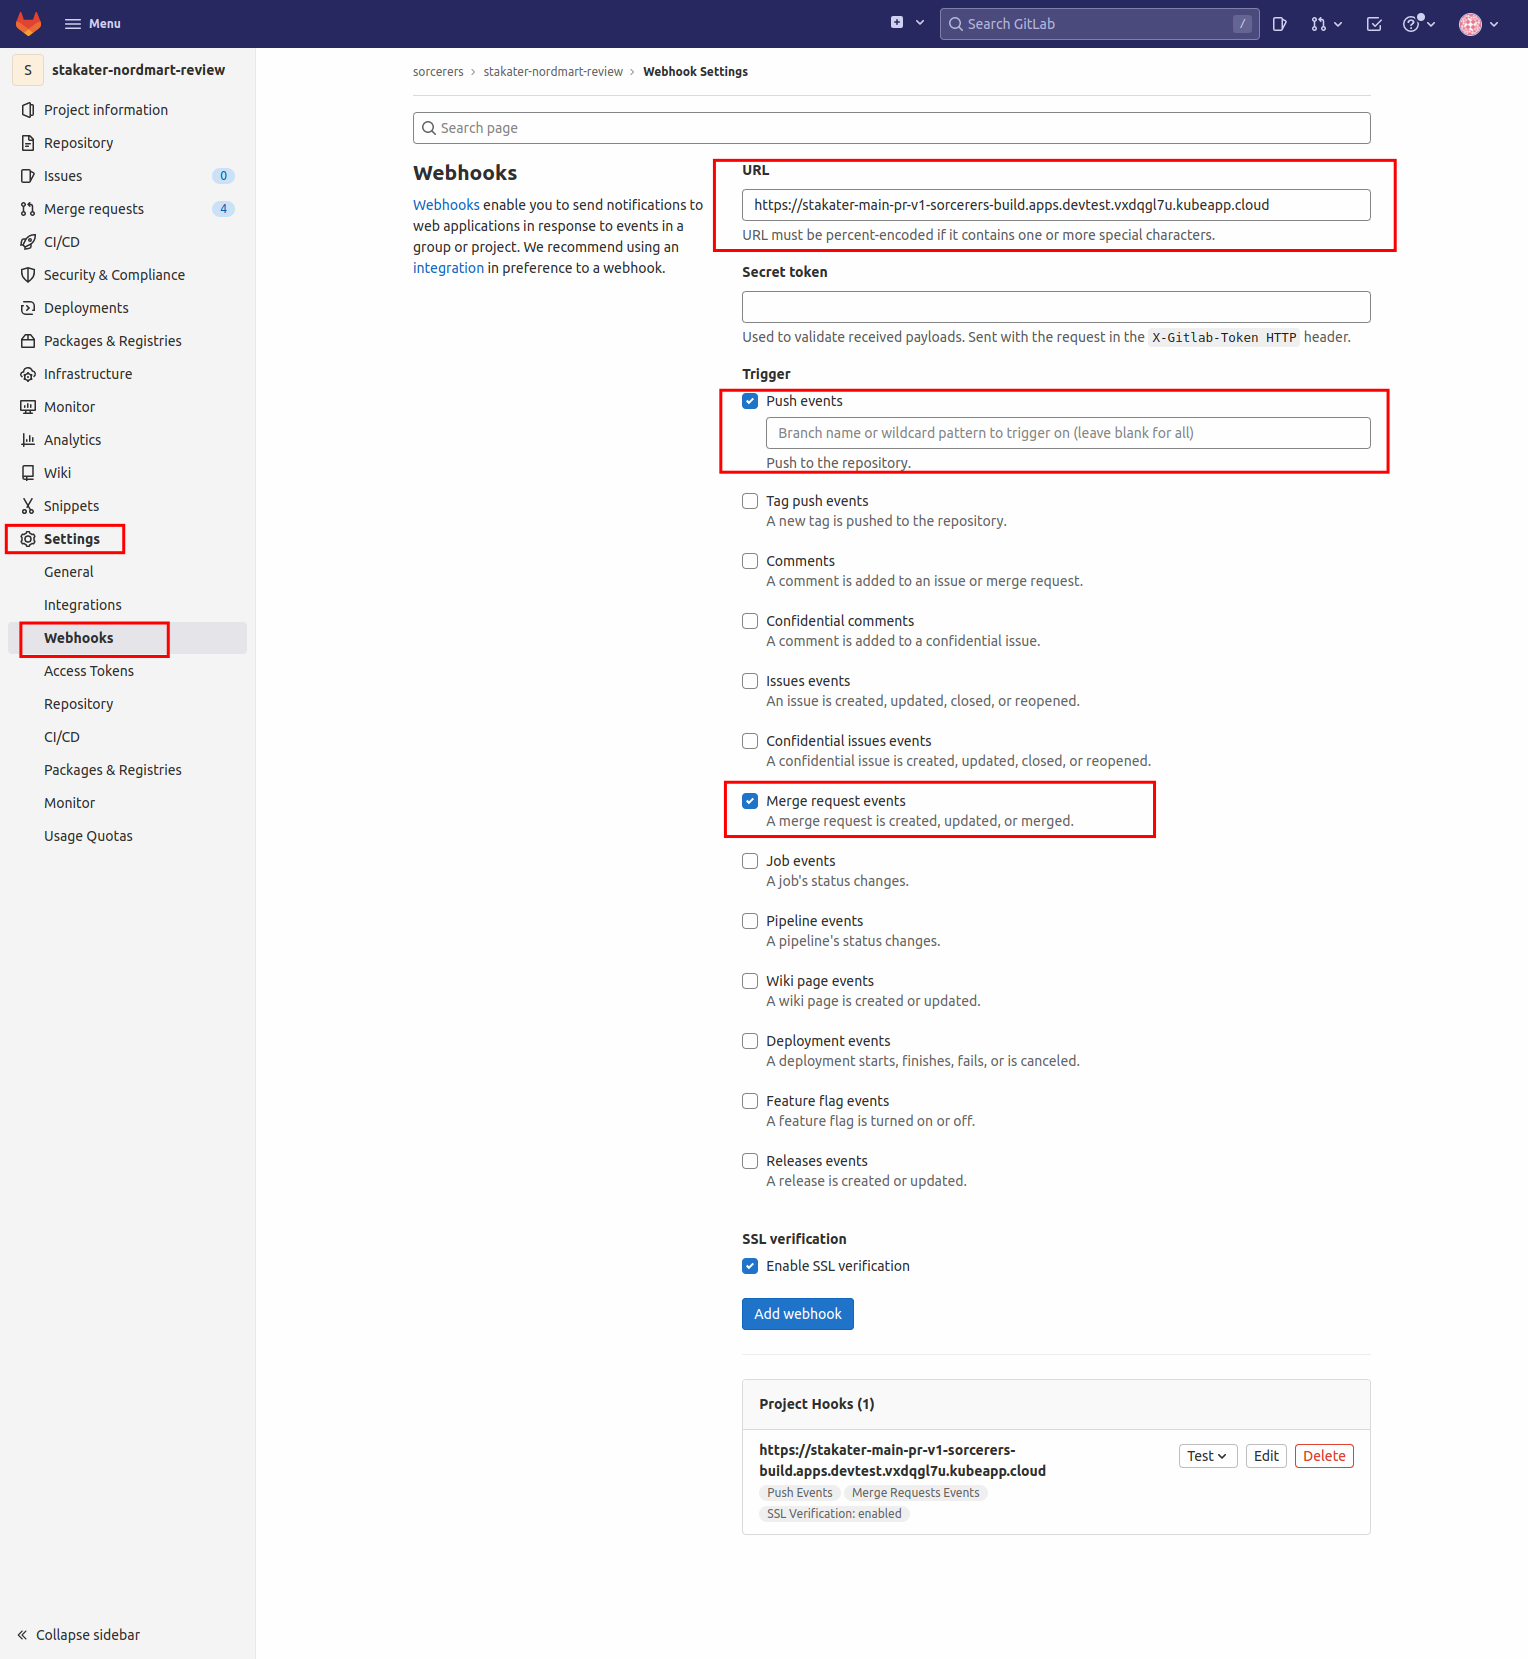 Menu
Search GitLab /
S stakater-nordmart-review
Project information
Repository
Issues 0
Merge requests 4
CI/CD
Security & Compliance
Deployments
Packages & Registries
Infrastructure
Monitor
Analytics
Wiki
Snippets
Settings
General
Integrations
Webhooks
Access Tokens
Repository
CI/CD
Packages & Registries
Monitor
Usage Quotas
Collapse sidebar
sorcerers › stakater-nordmart-review › Webhook Settings
Search page
Webhooks
Webhooks enable you to send notifications to
web applications in response to events in a
group or project. We recommend using an
integration in preference to a webhook.
URL
https://stakater-main-pr-v1-sorcerers-build.apps.devtest.vxdqgl7u.kubeapp.cloud
URL must be percent-encoded if it contains one or more special characters.
Secret token
Used to validate received payloads. Sent with the request in the X-Gitlab-Token HTTP header.
Trigger
Push events
Branch name or wildcard pattern to trigger on (leave blank for all)
Push to the repository.
Tag push events
A new tag is pushed to the repository.
Comments
A comment is added to an issue or merge request.
Confidential comments
A comment is added to a confidential issue.
Issues events
An issue is created, updated, closed, or reopened.
Confidential issues events
A confidential issue is created, updated, closed, or reopened.
Merge request events
A merge request is created, updated, or merged.
Job events
A job's status changes.
Pipeline events
A pipeline's status changes.
Wiki page events
A wiki page is created or updated.
Deployment events
A deployment starts, finishes, fails, or is canceled.
Feature flag events
A feature flag is turned on or off.
Releases events
A release is created or updated.
SSL verification
Enable SSL verification
Add webhook
Project Hooks (1)
https://stakater-main-pr-v1-sorcerers-
build.apps.devtest.vxdqgl7u.kubeapp.cloud
Test Edit Delete
Push Events Merge Requests Events
SSL Verification: enabled